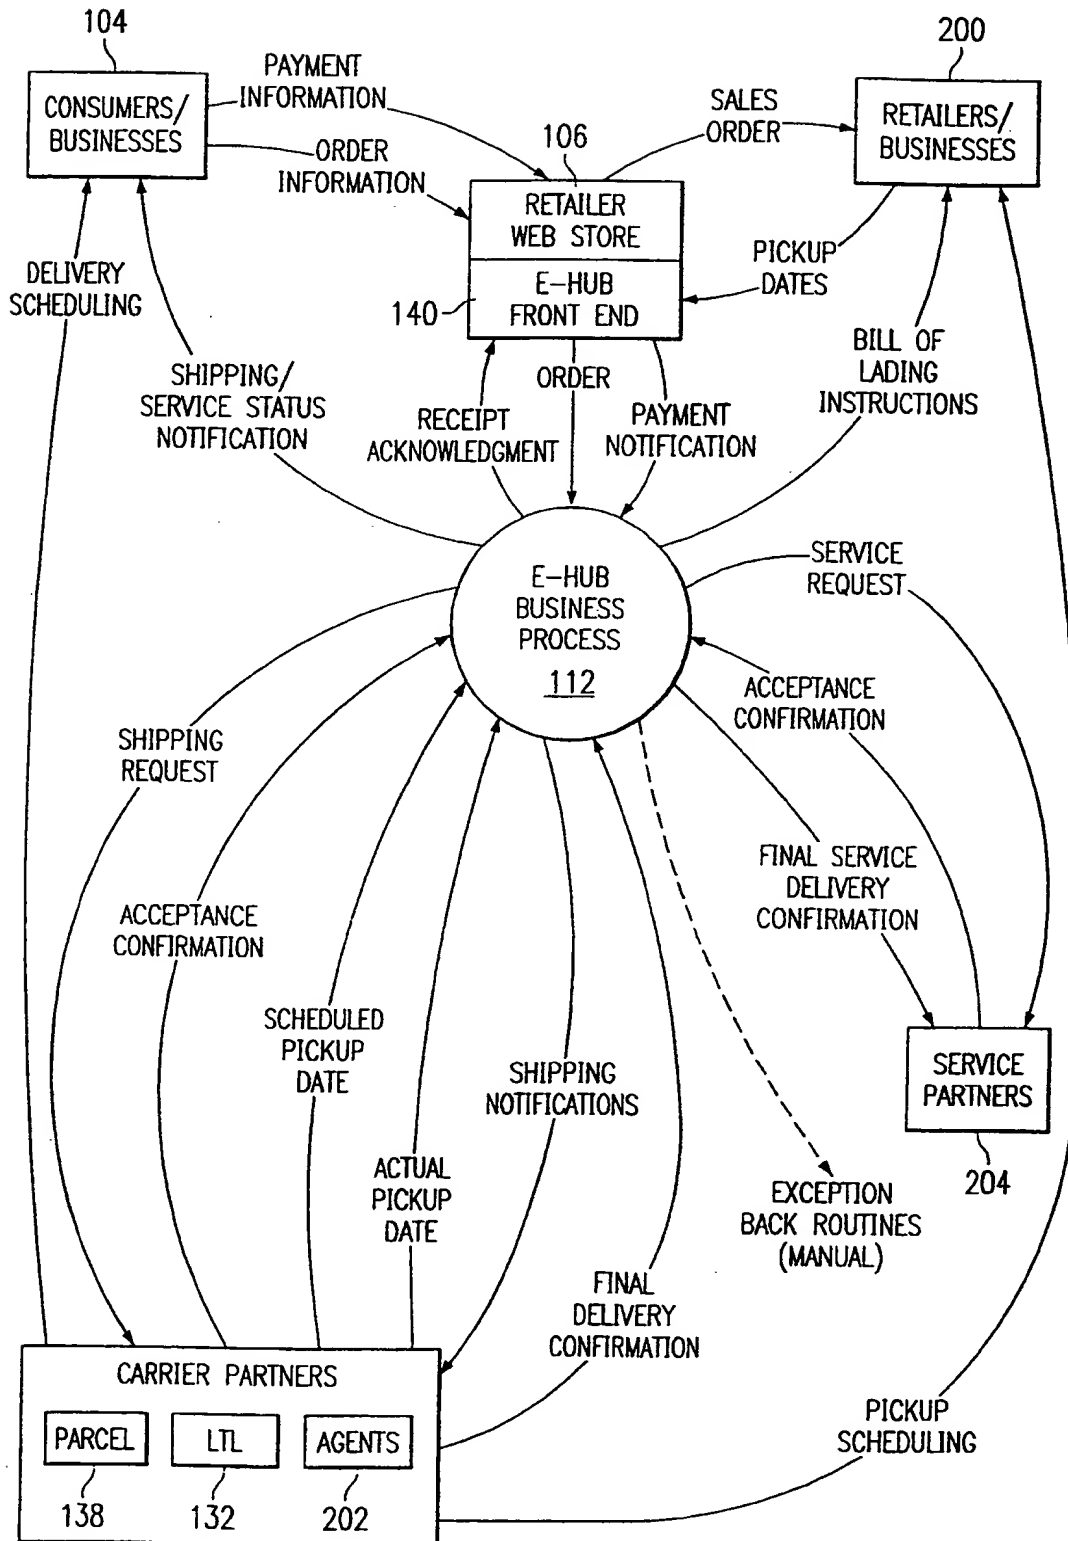 104
200
CONSUMERS/
BUSINESSES
PAYMENT
INFORMATION
ORDER
INFORMATION
106
SALES
ORDER
RETAILERS/
BUSINESSES
RETAILER
WEB STORE
E-HUB
FRONT END
140
PICKUP
DATES
DELIVERY
SCHEDULING
SHIPPING/
SERVICE STATUS
NOTIFICATION
RECEIPT
ACKNOWLEDGMENT
ORDER
PAYMENT
NOTIFICATION
BILL OF
LADING
INSTRUCTIONS
E-HUB
BUSINESS
PROCESS
112
SERVICE
REQUEST
ACCEPTANCE
CONFIRMATION
SHIPPING
REQUEST
FINAL SERVICE
DELIVERY
CONFIRMATION
ACCEPTANCE
CONFIRMATION
SCHEDULED
PICKUP
DATE
SHIPPING
NOTIFICATIONS
SERVICE
PARTNERS
204
ACTUAL
PICKUP
DATE
EXCEPTION
BACK ROUTINES
(MANUAL)
FINAL
DELIVERY
CONFIRMATION
CARRIER PARTNERS
PARCEL
LTL
AGENTS
138
132
202
PICKUP
SCHEDULING